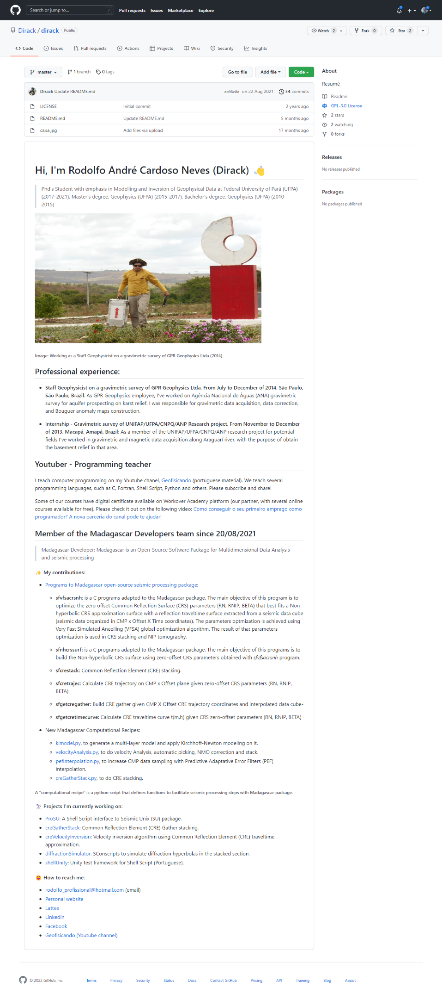 Search or jump to... /
Pull requests Issues Marketplace Explore
Dirack / dirack Public
Watch 2 Fork 0 Star 2
Code Issues Pull requests Actions Projects Wiki Security Insights
master 1 branch 0 tags Go to file Add file Code
Dirack Update README.md ab98c8d on 22 Aug 2021 34 commits
LICENSE Initial commit 2 years ago
README.md Update README.md 5 months ago
capa.jpg Add files via upload 17 months ago
About
Resumé
Readme
GPL-3.0 License
2 stars
2 watching
0 forks
Releases
No releases published
Packages
No packages published
Hi, I'm Rodolfo André Cardoso Neves (Dirack) 👋
Phd's Student with emphasis in Modelling and Inversion of Geophysical Data at Federal University of Pará (UFPA)
(2017-2021). Master's degree, Geophysics (UFPA) (2015-2017). Bachelor's degree, Geophysics (UFPA) (2010-
2015)
Image: Working as a Staff Geophysicist on a gravimetric survey of GPR Geophysics Ltda (2014).
Professional experience:
• Staff Geophysicist on a gravimetric survey of GPR Geophysics Ltda. From July to December of 2014. São Paulo,
São Paulo, Brazil: As GPR Geophysics employee, I've worked on Agência Nacional de Águas (ANA) gravimetric
survey for aquifer prospecting on karst relief. I was responsible for gravimetric data acquisition, data correction,
and Bouguer anomaly maps construction.
• Internship - Gravimetric survey of UNIFAP/UFPA/CNPQ/ANP Research project. From November to December
of 2013. Macapá, Amapá, Brazil: As a member of the UNIFAP/UFPA/CNPQ/ANP research project for potential
fields I've worked in gravimetric and magnetic data acquisition along Araguarí river, with the purpose of obtain
the basement relief in that area.
Youtuber - Programming teacher
I teach computer programming on my Youtube chanel, Geofisicando (portuguese material). We teach several
programming languages, such as C, Fortran, Shell Script, Python and others. Please subscribe and share!
Some of our courses have digital certificate available on Workover Academy platform (our partner, with several online
courses available for free). Please check it out on the following video: Como conseguir o seu primeiro emprego como
programador? A nova parceria do canal pode te ajudar!
Member of the Madagascar Developers team since 20/08/2021
Madagascar Developer: Madagascar is an Open-Source Software Package for Multidimensional Data Analysis
and seismic processing
✨ My contributions:
• Programs to Madagascar open-source seismic processing package:
◦ sfvfsacrsnh: is a C programs adapted to the Madagascar package. The main objective of this program is to
optimize the zero offset Common Reflection Surface (CRS) parameters (RN, RNIP, BETA) that best fits a Non-
hyperbolic CRS approximation surface with a reflection traveltime surface extracted from a seismic data cube
(seismic data organized in CMP x Offset X Time coordinates). The parameters optmization is achieved using
Very Fast Simulated Aneelling (VFSA) global optimization algorithm. The result of that parameters
optmization is used in CRS stacking and NIP tomography.
◦ sfnhcrssurf: is a C programs adapted to the Madagascar package. The main objective of this programs is to
build the Non-hyperbolic CRS surface using zero-offset CRS parameters obtained with sfvfsacrsnh program.
◦ sfcrestack: Common Reflection Element (CRE) stacking.
◦ sfcretrajec: Calculate CRE trajectory on CMP x Offset plane given zero-offset CRS parameters (RN, RNIP,
BETA)
◦ sfgetcregather: Build CRE gather given CMP X Offset CRE trajectory coordinates and interpolated data cube-
◦ sfgetcretimecurve: Calculate CRE traveltime curve t(m,h) given CRS zero-offset parameters (RN, RNIP, BETA)
• New Madagascar Computational Recipes:
◦ kimodel.py, to generate a multi-layer model and apply Kirchhoff-Newton modeling on it.
◦ velocityAnalysis.py, to do velocity Analysis, automatic picking, NMO correction and stack.
◦ pefInterpolation.py, to increase CMP data sampling with Predictive Adaptative Error Filters (PEF)
interpolation.
◦ creGatherStack.py, to do CRE stacking.
A "computational recipe" is a python script that defines functions to facilitate seismic processing steps with Madagascar package.
🔭 Projects I'm currently working on:
• ProSU: A Shell Script interface to Seismic Unix (SU) package.
• creGatherStack: Common Reflection Element (CRE) Gather stacking.
• creVelocityInversion: Velocity inversion algorithm using Common Reflection Element (CRE) traveltime
approximation.
• diffractionSimulator: SConscripts to simulate diffraction hyperbolas in the stacked section.
• shellUnity: Unity test framework for Shell Script (Portuguese).
😄 How to reach me:
• rodolfo_profissional@hotmail.com (email)
• Personal website
• Lattes
• Linkedin
• Facebook
• Geofisicando (Youtube channel)
© 2022 GitHub, Inc. Terms Privacy Security Status Docs Contact GitHub Pricing API Training Blog About